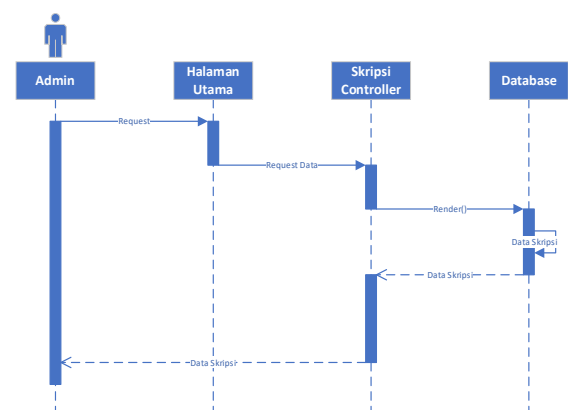 Admin
Halaman
Utama
Skripsi
Controller
Database
Request
Request Data
Render()
Data Skripsi
Data Skripsi
Data Skripsi